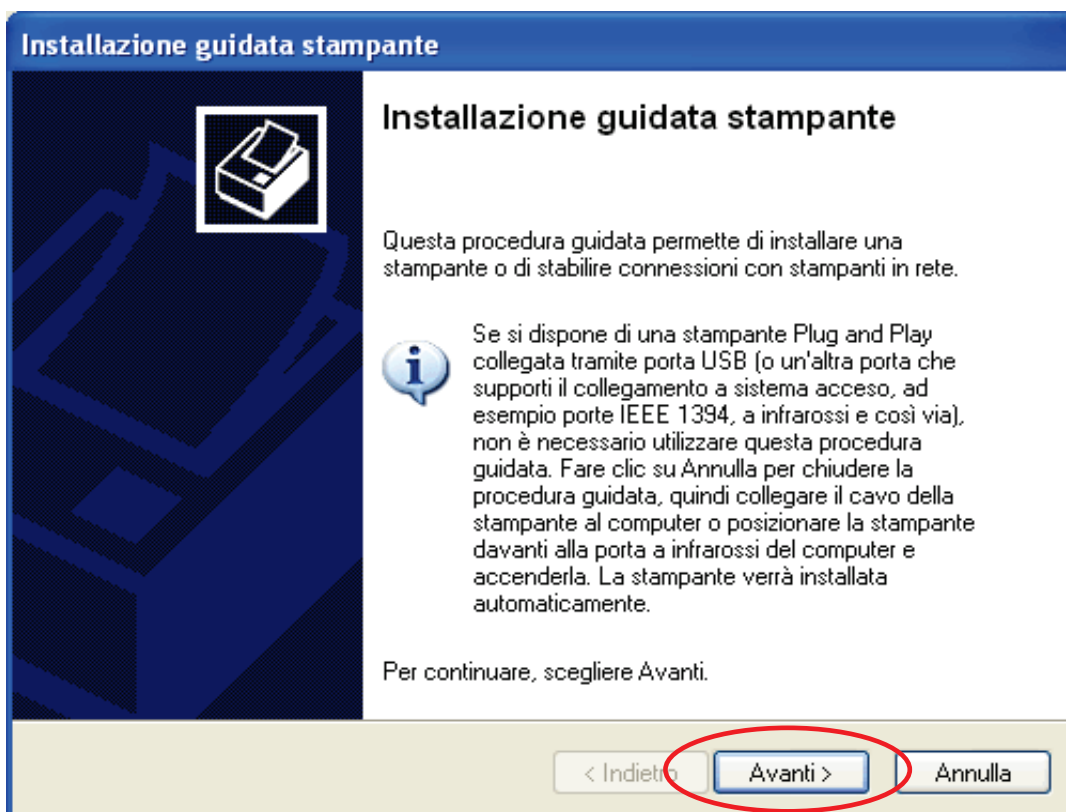 Installazione guidata stampante
Installazione guidata stampante
Questa procedura guidata permette di installare una
stampante o di stabilire connessioni con stampanti in rete.
Se si dispone di una stampante Plug and Play
collegata tramite porta USB (o un'altra porta che
supporti il collegamento a sistema acceso, ad
esempio porte IEEE 1394, a infrarossi e così via),
non è necessario utilizzare questa procedura
guidata. Fare clic su Annulla per chiudere la
procedura guidata, quindi collegare il cavo della
stampante al computer o posizionare la stampante
davanti alla porta a infrarossi del computer e
accenderla. La stampante verrà installata
automaticamente.
Per continuare, scegliere Avanti.
< Indietro Avanti > Annulla